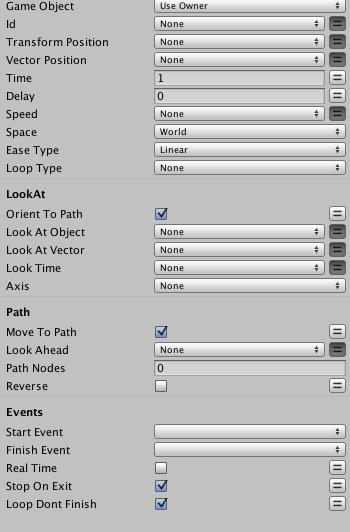 Game Object Use Owner
Id None
Transform Position None
Vector Position None
Time 1
Delay 0
Speed None
Space World
Ease Type Linear
Loop Type None
LookAt
Orient To Path
Look At Object None
Look At Vector None
Look Time None
Axis None
Path
Move To Path
Look Ahead None
Path Nodes 0
Reverse
Events
Start Event
Finish Event
Real Time
Stop On Exit
Loop Dont Finish